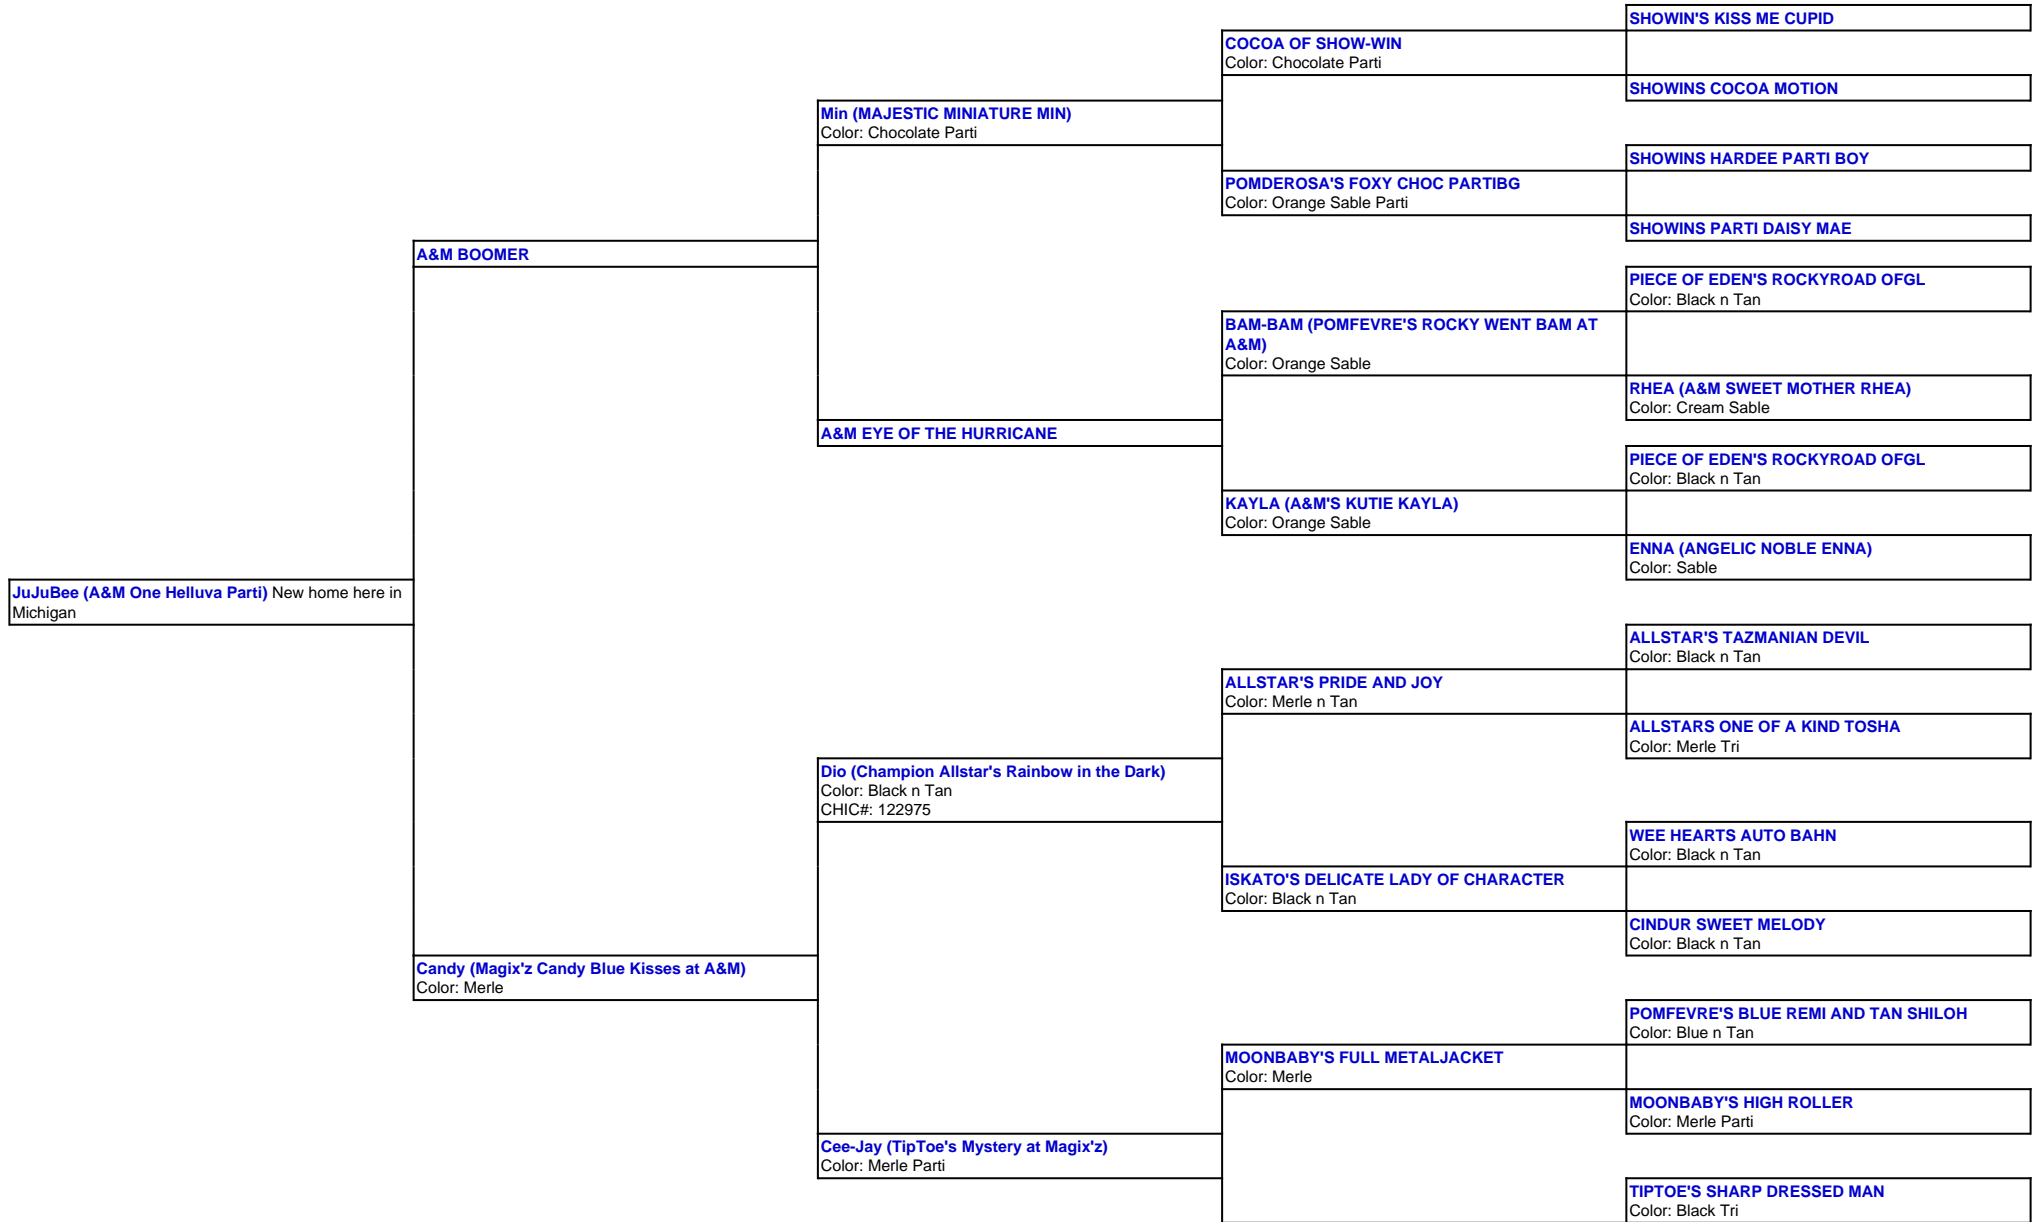 SHOWIN'S KISS ME CUPID
COCOA OF SHOW-WIN
Color: Chocolate Parti
SHOWINS COCOA MOTION
Min (MAJESTIC MINIATURE MIN)
Color: Chocolate Parti
SHOWINS HARDEE PARTI BOY
POMDEROSA'S FOXY CHOC PARTIBG
Color: Orange Sable Parti
SHOWINS PARTI DAISY MAE
A&M BOOMER
PIECE OF EDEN'S ROCKYROAD OFGL
Color: Black n Tan
BAM-BAM (POMFEVRE'S ROCKY WENT BAM AT
A&M)
Color: Orange Sable
RHEA (A&M SWEET MOTHER RHEA)
Color: Cream Sable
A&M EYE OF THE HURRICANE
PIECE OF EDEN'S ROCKYROAD OFGL
Color: Black n Tan
KAYLA (A&M'S KUTIE KAYLA)
Color: Orange Sable
ENNA (ANGELIC NOBLE ENNA)
Color: Sable
JuJuBee (A&M One Helluva Parti) New home here in
Michigan
ALLSTAR'S TAZMANIAN DEVIL
Color: Black n Tan
ALLSTAR'S PRIDE AND JOY
Color: Merle n Tan
ALLSTARS ONE OF A KIND TOSHA
Color: Merle Tri
Dio (Champion Allstar's Rainbow in the Dark)
Color: Black n Tan
CHIC#: 122975
WEE HEARTS AUTO BAHN
Color: Black n Tan
ISKATO'S DELICATE LADY OF CHARACTER
Color: Black n Tan
CINDUR SWEET MELODY
Color: Black n Tan
Candy (Magix'z Candy Blue Kisses at A&M)
Color: Merle
POMFEVRE'S BLUE REMI AND TAN SHILOH
Color: Blue n Tan
MOONBABY'S FULL METALJACKET
Color: Merle
MOONBABY'S HIGH ROLLER
Color: Merle Parti
Cee-Jay (TipToe's Mystery at Magix'z)
Color: Merle Parti
TIPTOE'S SHARP DRESSED MAN
Color: Black Tri